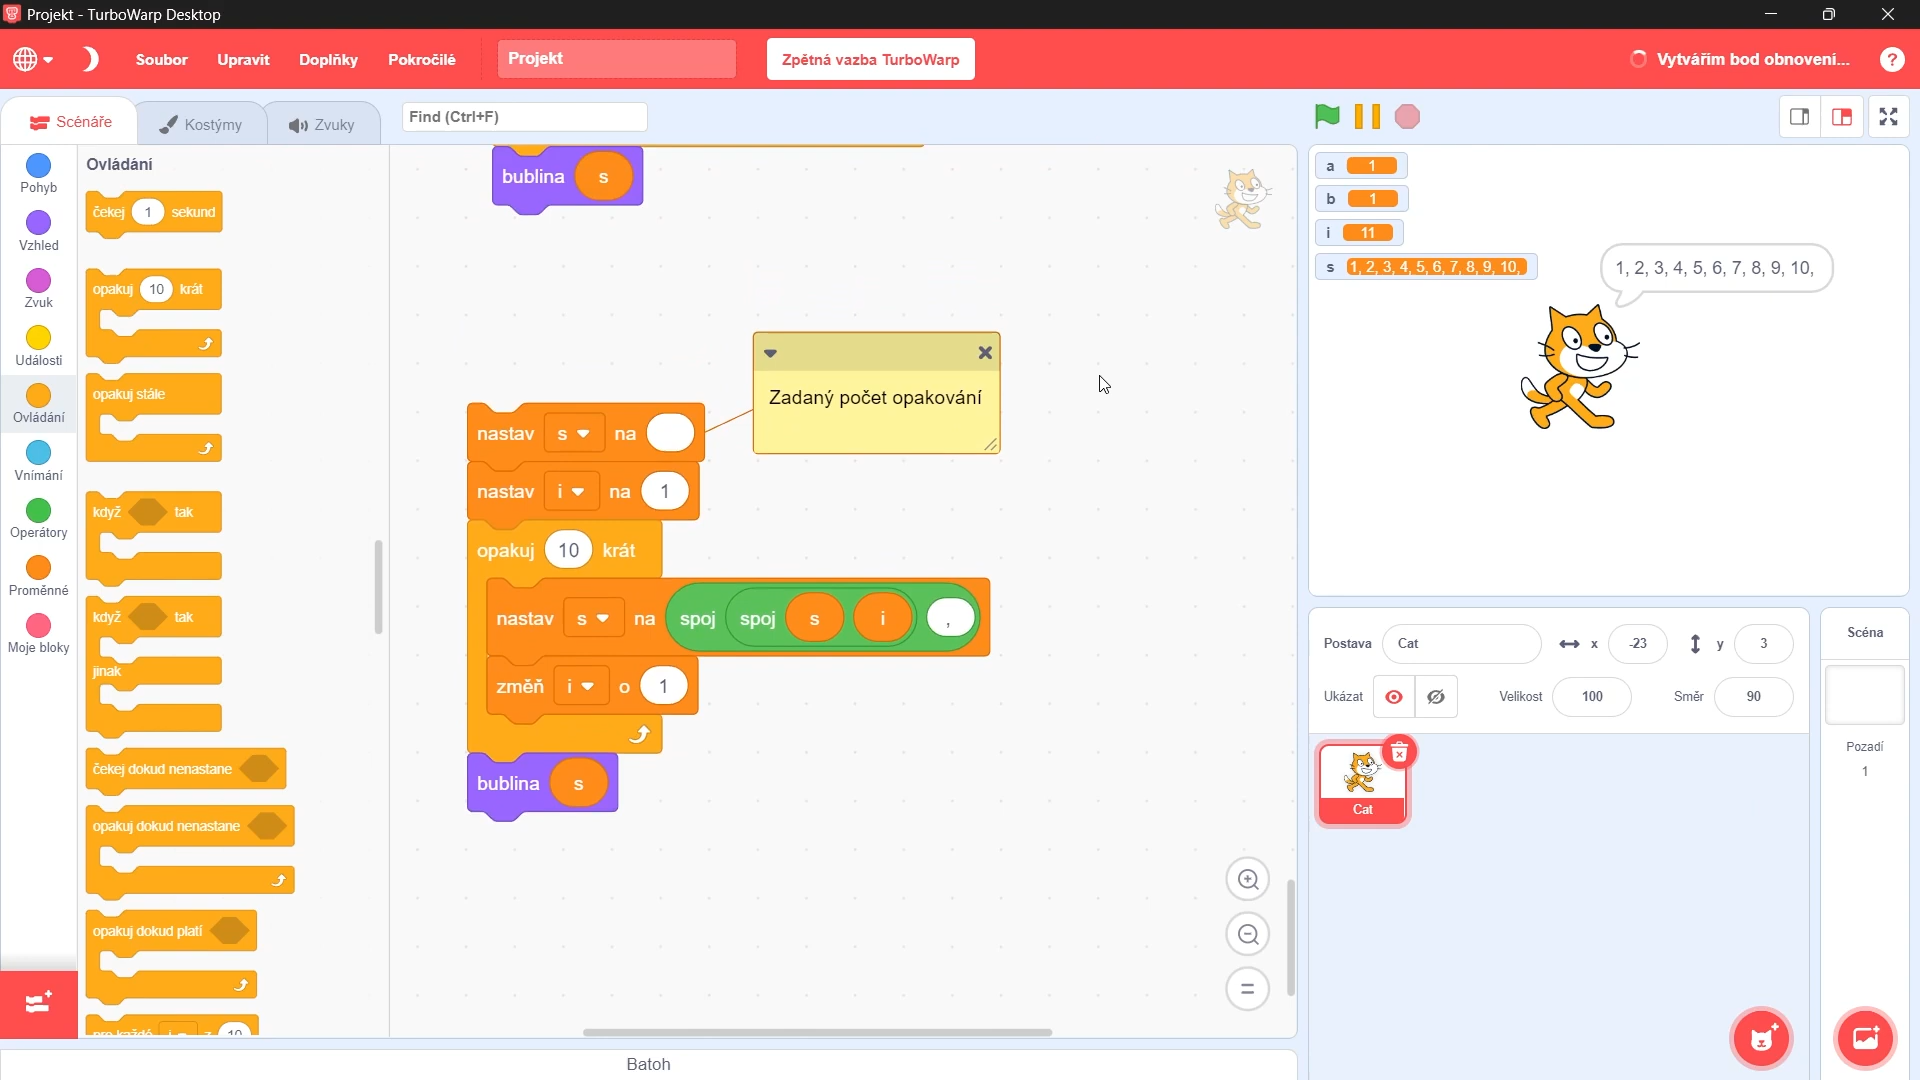 Projekt - TurboWarp Desktop
Soubor
Upravit
Doplňky
Pokročilé
Projekt
Zpětná vazba TurboWarp
Vytvářím bod obnovení...
?
Scénáře
Kostýmy
Zvuky
Find (Ctrl+F)
Pohyb
Vzhled
Zvuk
Události
Ovládání
Vnímání
Operátory
Proměnné
Moje bloky
Ovládání
čekej 1 sekund
opakuj 10 krát
opakuj stále
když tak
když tak
jinak
čekej dokud nenastane
opakuj dokud nenastane
opakuj dokud platí
pro každé i z 10
bublina s
Zadaný počet opakování
nastav s na
nastav i na 1
opakuj 10 krát
nastav s na spoj spoj s i ,
změň i o 1
bublina s
Batoh
a 1
b 1
i 11
s 1, 2, 3, 4, 5, 6, 7, 8, 9, 10,
1, 2, 3, 4, 5, 6, 7, 8, 9, 10,
Postava Cat x -23 y 3
Ukázat Velikost 100 Směr 90
Cat
Scéna
Pozadí
1